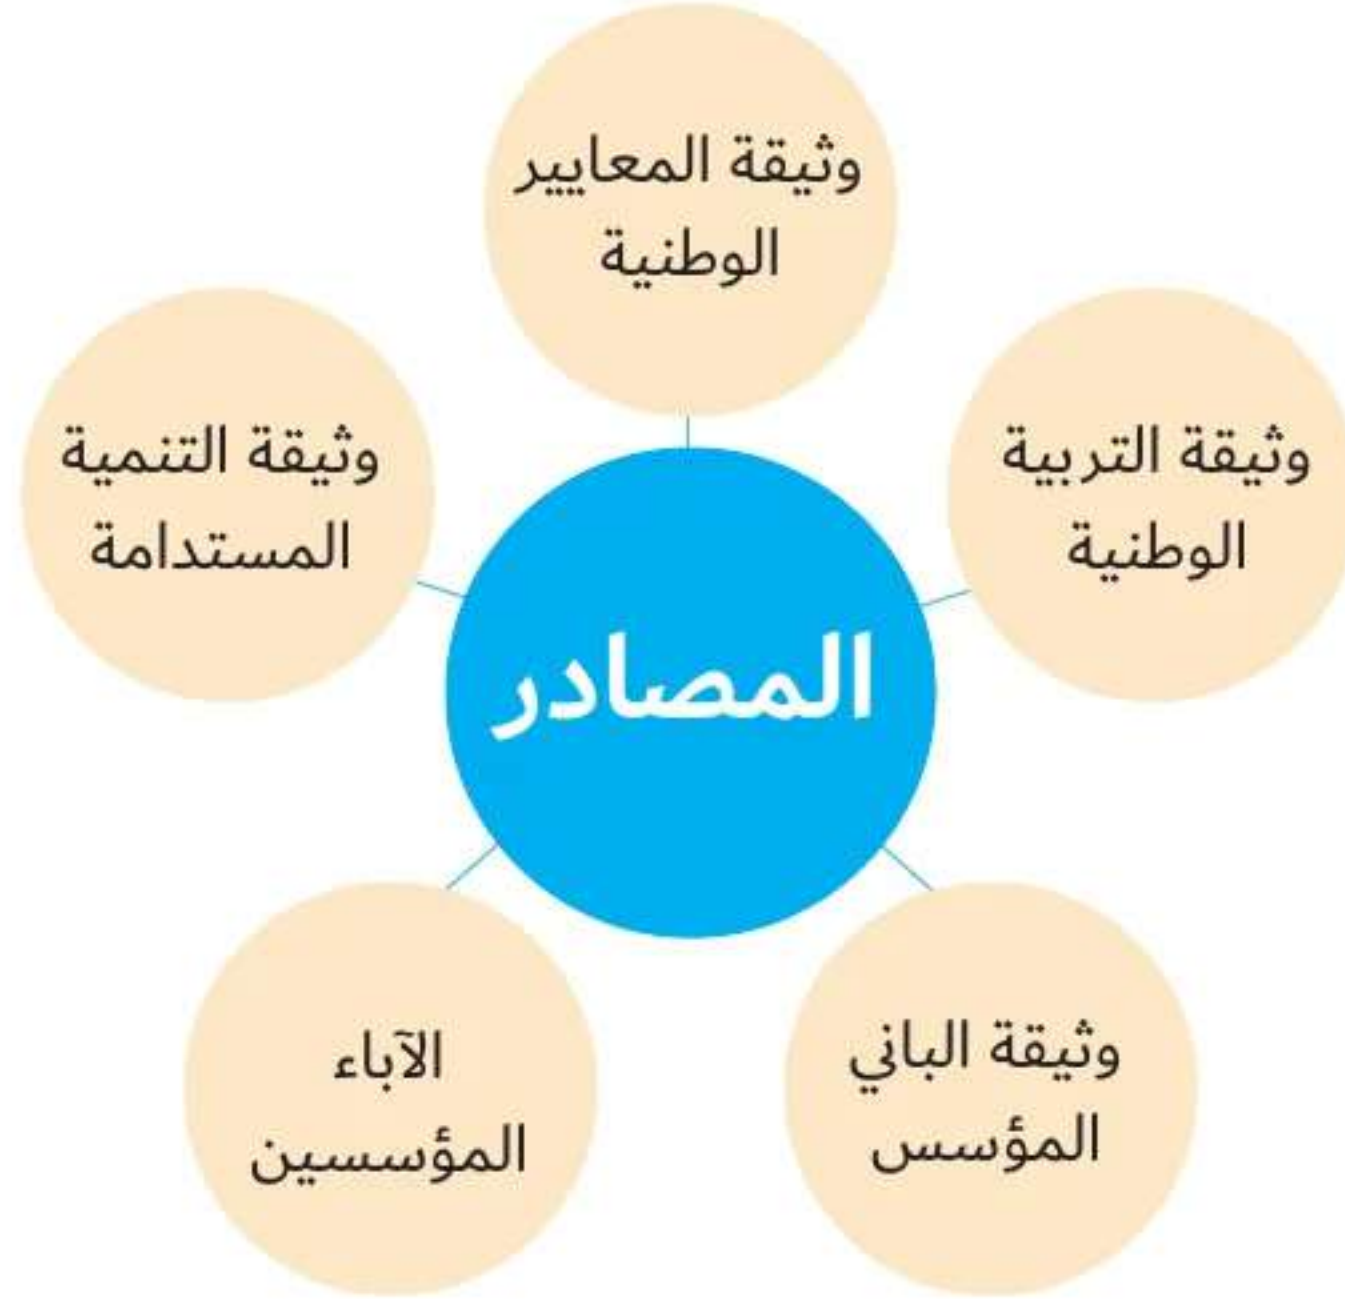 وثيقة المعايير
الوطنية
وثيقة التربية
الوطنية
وثيقة التنمية
المستدامة
المصادر
وثيقة الباني
المؤسس
الآباء
المؤسسين